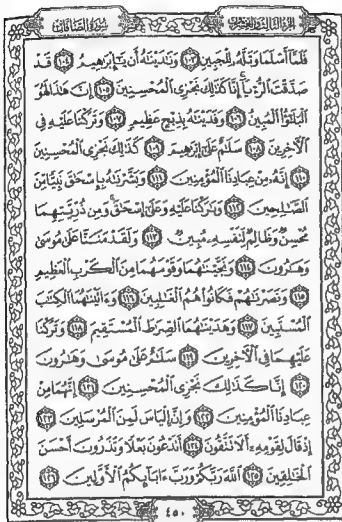 الجزء الثالث والعشرون سورة الصافات
فَلَمَّا أَسْلَمَا وَتَلَّهُۥ لِلْجَبِينِ ١٠٣ وَنَٰدَيْنَٰهُ أَن يَٰٓإِبْرَٰهِيمُ ١٠٤ قَدْ
صَدَّقْتَ ٱلرُّءْيَآ إِنَّا كَذَٰلِكَ نَجْزِى ٱلْمُحْسِنِينَ ١٠٥ إِنَّ هَٰذَا لَهُوَ
ٱلْبَلَٰٓؤُا۟ ٱلْمُبِينُ ١٠٦ وَفَدَيْنَٰهُ بِذِبْحٍ عَظِيمٍ ١٠٧ وَتَرَكْنَا عَلَيْهِ فِى
ٱلْءَاخِرِينَ ١٠٨ سَلَٰمٌ عَلَىٰٓ إِبْرَٰهِيمَ ١٠٩ كَذَٰلِكَ نَجْزِى ٱلْمُحْسِنِينَ
١١٠ إِنَّهُۥ مِنْ عِبَادِنَا ٱلْمُؤْمِنِينَ ١١١ وَبَشَّرْنَٰهُ بِإِسْحَٰقَ نَبِيًّا مِّنَ
ٱلصَّٰلِحِينَ ١١٢ وَبَٰرَكْنَا عَلَيْهِ وَعَلَىٰٓ إِسْحَٰقَ وَمِن ذُرِّيَّتِهِمَا
مُحْسِنٌ وَظَالِمٌ لِّنَفْسِهِۦ مُبِينٌ ١١٣ وَلَقَدْ مَنَنَّا عَلَىٰ مُوسَىٰ
وَهَٰرُونَ ١١٤ وَنَجَّيْنَٰهُمَا وَقَوْمَهُمَا مِنَ ٱلْكَرْبِ ٱلْعَظِيمِ
١١٥ وَنَصَرْنَٰهُمْ فَكَانُوا۟ هُمُ ٱلْغَٰلِبِينَ ١١٦ وَءَاتَيْنَٰهُمَا ٱلْكِتَٰبَ
ٱلْمُسْتَبِينَ ١١٧ وَهَدَيْنَٰهُمَا ٱلصِّرَٰطَ ٱلْمُسْتَقِيمَ ١١٨ وَتَرَكْنَا
عَلَيْهِمَا فِى ٱلْءَاخِرِينَ ١١٩ سَلَٰمٌ عَلَىٰ مُوسَىٰ وَهَٰرُونَ
١٢٠ إِنَّا كَذَٰلِكَ نَجْزِى ٱلْمُحْسِنِينَ ١٢١ إِنَّهُمَا مِنْ
عِبَادِنَا ٱلْمُؤْمِنِينَ ١٢٢ وَإِنَّ إِلْيَاسَ لَمِنَ ٱلْمُرْسَلِينَ ١٢٣
إِذْ قَالَ لِقَوْمِهِۦٓ أَلَا تَتَّقُونَ ١٢٤ أَتَدْعُونَ بَعْلًا وَتَذَرُونَ أَحْسَنَ
ٱلْخَٰلِقِينَ ١٢٥ ٱللَّهَ رَبَّكُمْ وَرَبَّ ءَابَآئِكُمُ ٱلْأَوَّلِينَ ١٢٦
٤٥٠